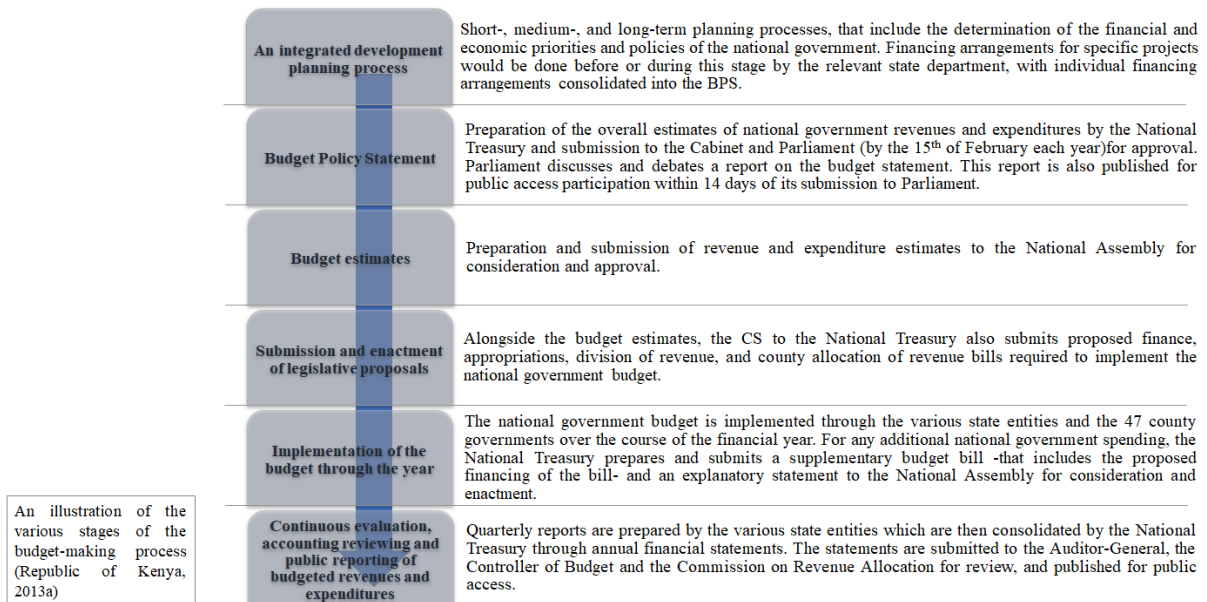 An integrated development
planning process
Short-, medium-, and long-term planning processes, that include the determination of the financial and
economic priorities and policies of the national government. Financing arrangements for specific projects
would be done before or during this stage by the relevant state department, with individual financing
arrangements consolidated into the BPS.
Budget Policy Statement
Preparation of the overall estimates of national government revenues and expenditures by the National
Treasury and submission to the Cabinet and Parliament (by the 15th of February each year)for approval.
Parliament discusses and debates a report on the budget statement. This report is also published for
public access participation within 14 days of its submission to Parliament.
Budget estimates
Preparation and submission of revenue and expenditure estimates to the National Assembly for
consideration and approval.
Submission and enactment
of legislative proposals
Alongside the budget estimates, the CS to the National Treasury also submits proposed finance,
appropriations, division of revenue, and county allocation of revenue bills required to implement the
national government budget.
Implementation of the
budget through the year
The national government budget is implemented through the various state entities and the 47 county
governments over the course of the financial year. For any additional national government spending, the
National Treasury prepares and submits a supplementary budget bill -that includes the proposed
financing of the bill- and an explanatory statement to the National Assembly for consideration and
enactment.
Continuous evaluation,
accounting reviewing and
public reporting of
budgeted revenues and
expenditures
Quarterly reports are prepared by the various state entities which are then consolidated by the National
Treasury through annual financial statements. The statements are submitted to the Auditor-General, the
Controller of Budget and the Commission on Revenue Allocation for review, and published for public
access.
An illustration of the
various stages of the
budget-making process
(Republic of Kenya,
2013a)